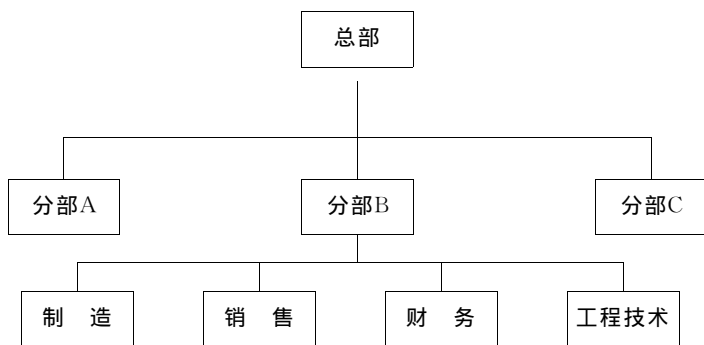 总部
分部A
分部B
分部C
制 造
销 售
财 务
工程技术